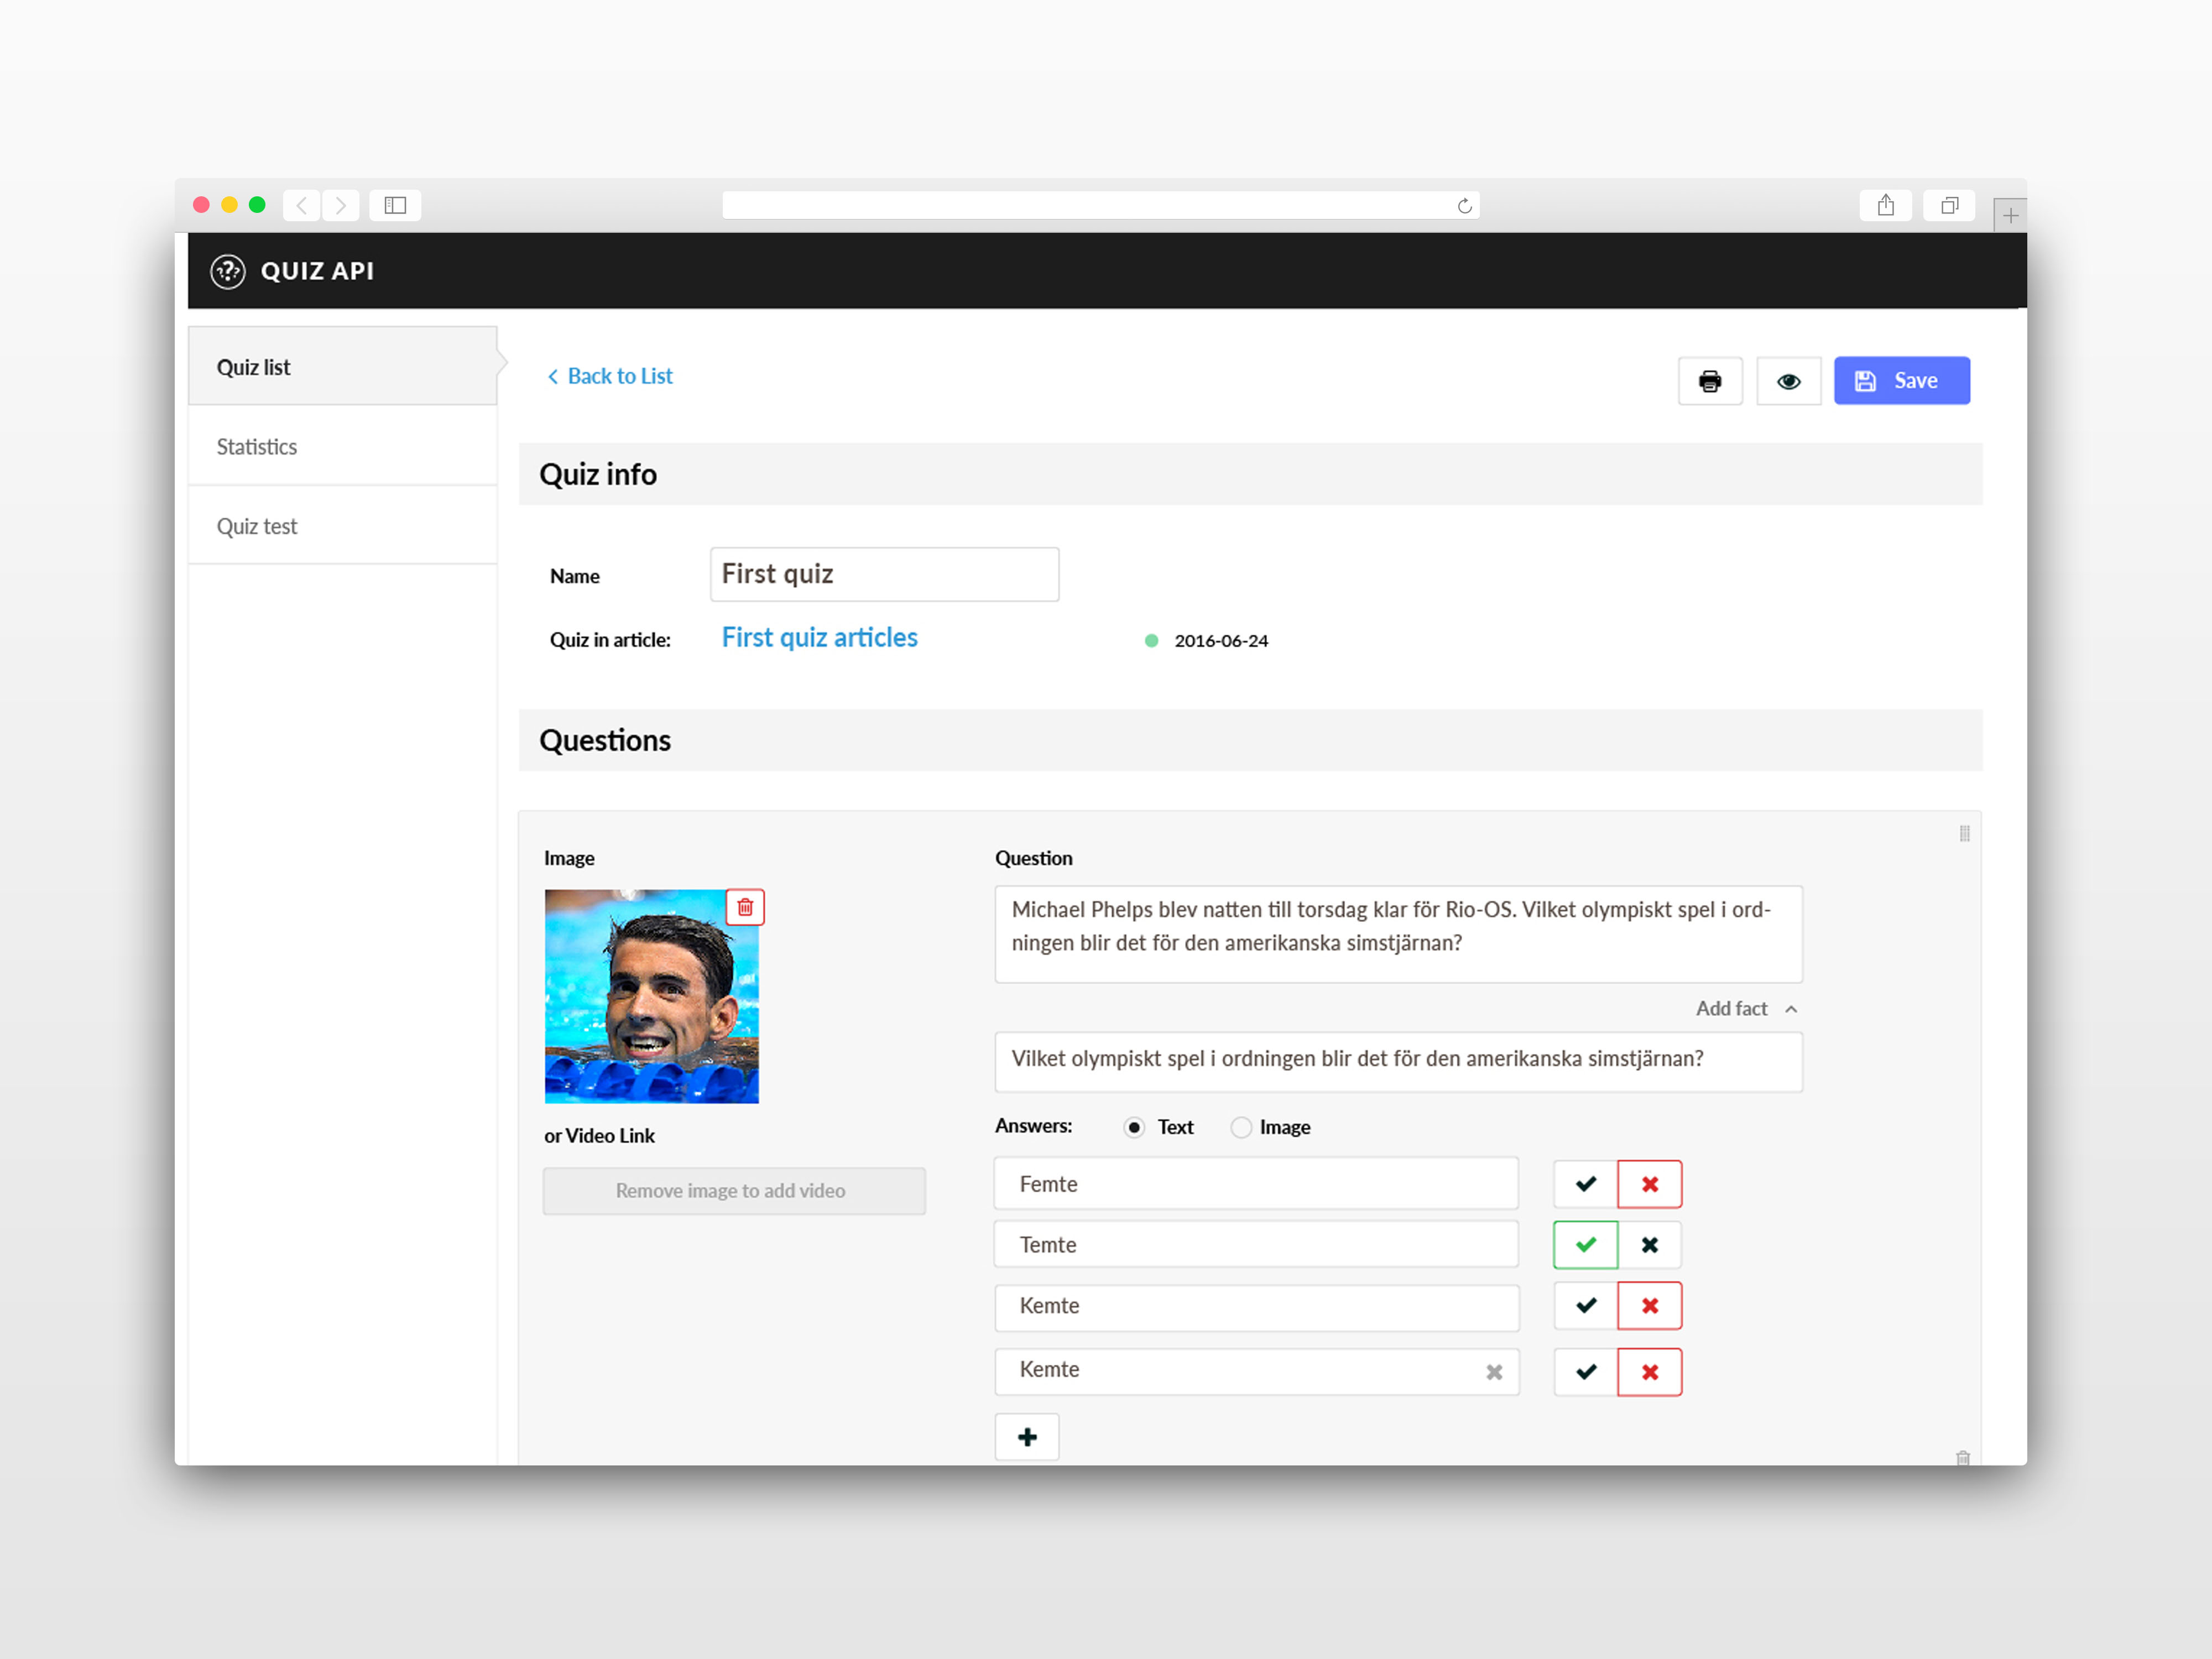 QUIZ API
Quiz list
Statistics
Quiz test
Back to List
Save
Quiz info
Name
First quiz
Quiz in article:
First quiz articles
2016-06-24
Questions
Image
or Video Link
Remove image to add video
Question
Michael Phelps blev natten till torsdag klar för Rio-OS. Vilket olympiskt spel i ord-
ningen blir det för den amerikanska simstjärnan?
Add fact
Vilket olympiskt spel i ordningen blir det för den amerikanska simstjärnan?
Answers:
Text
Image
Femte
Temte
Kemte
Kemte